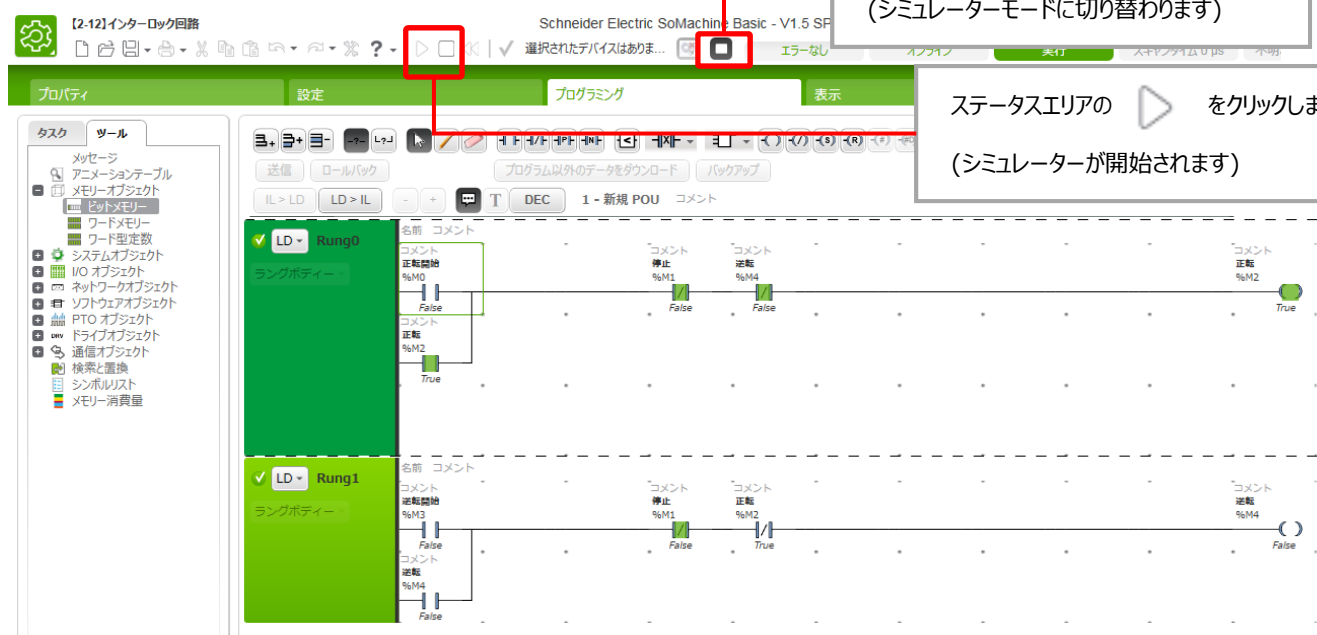 (シミュレーターモードに切り替わります)
[2-12]インターロック回路
Schneider Electric SoMachine Basic - V1.5 SP
選択されたデバイスはありま...
エラーなし
オンライン
実行
スキャンタイム 0 μs
不明
プロパティ
設定
プログラミング
表示
ステータスエリアの
をクリックしま
(シミュレーターが開始されます)
タスク
ツール
メッセージ
アニメーションテーブル
メモリーオブジェクト
ビットメモリー
ワードメモリー
ワード型定数
システムオブジェクト
I/O オブジェクト
ネットワークオブジェクト
ソフトウェアオブジェクト
PTO オブジェクト
ドライブオブジェクト
通信オブジェクト
検索と置換
シンボルリスト
メモリー消費量
送信
ロールバック
プログラム以外のデータをダウンロード
バックアップ
IL > LD
LD > IL
- +
T
DEC
1 - 新規 POU コメント
LD
Rung0
ラングボディー
名前 コメント
コメント
正転開始
%M0
False
コメント
停止
%M1
False
コメント
逆転
%M4
False
コメント
正転
%M2
True
コメント
正転
%M2
True
LD
Rung1
ラングボディー
名前 コメント
コメント
逆転開始
%M3
False
コメント
停止
%M1
False
コメント
正転
%M2
True
コメント
逆転
%M4
False
コメント
逆転
%M4
False